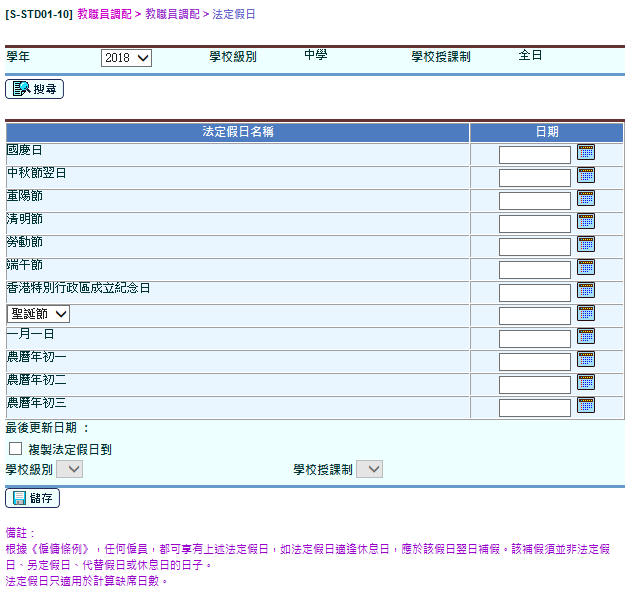 [S-STD01-10] 教職員調配 > 教職員調配 > 法定假日
學年 2018 學校級別 中學 學校授課制 全日
搜尋
法定假日名稱 日期
國慶日
中秋節翌日
重陽節
清明節
勞動節
端午節
香港特別行政區成立紀念日
聖誕節
一月一日
農曆年初一
農曆年初二
農曆年初三
最後更新日期 :
複製法定假日到
學校級別 學校授課制
儲存
備註 :
根據《僱傭條例》, 任何僱員, 都可享有上述法定假日, 如法定假日適逢休息日, 應於該假日翌日補假。該補假須並非法定假
日、另定假日、代替假日或休息日的日子。
法定假日只適用於計算缺席日數。